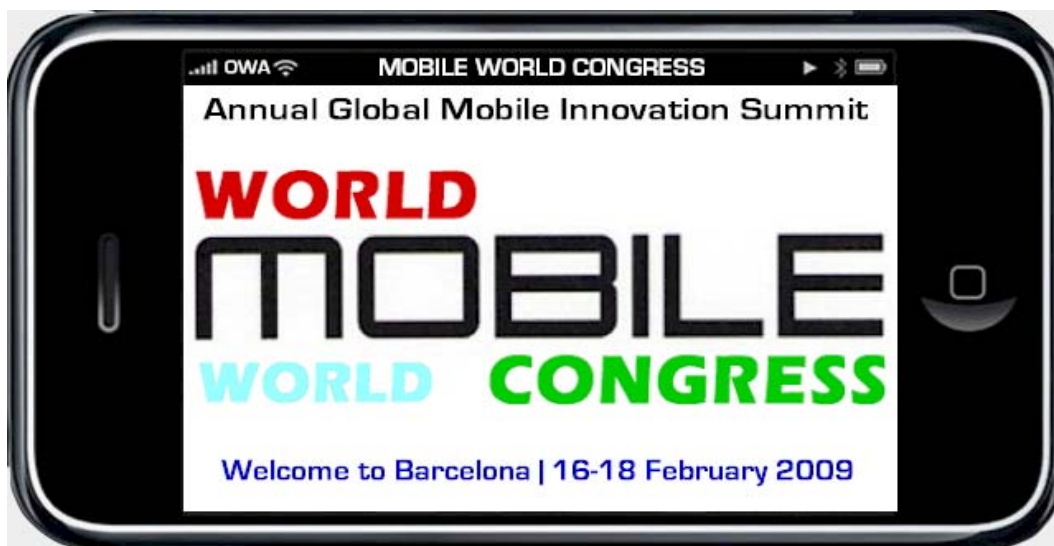 OWA MOBILE WORLD CONGRESS
Annual Global Mobile Innovation Summit
WORLD
MOBILE
WORLD CONGRESS
Welcome to Barcelona | 16-18 February 2009